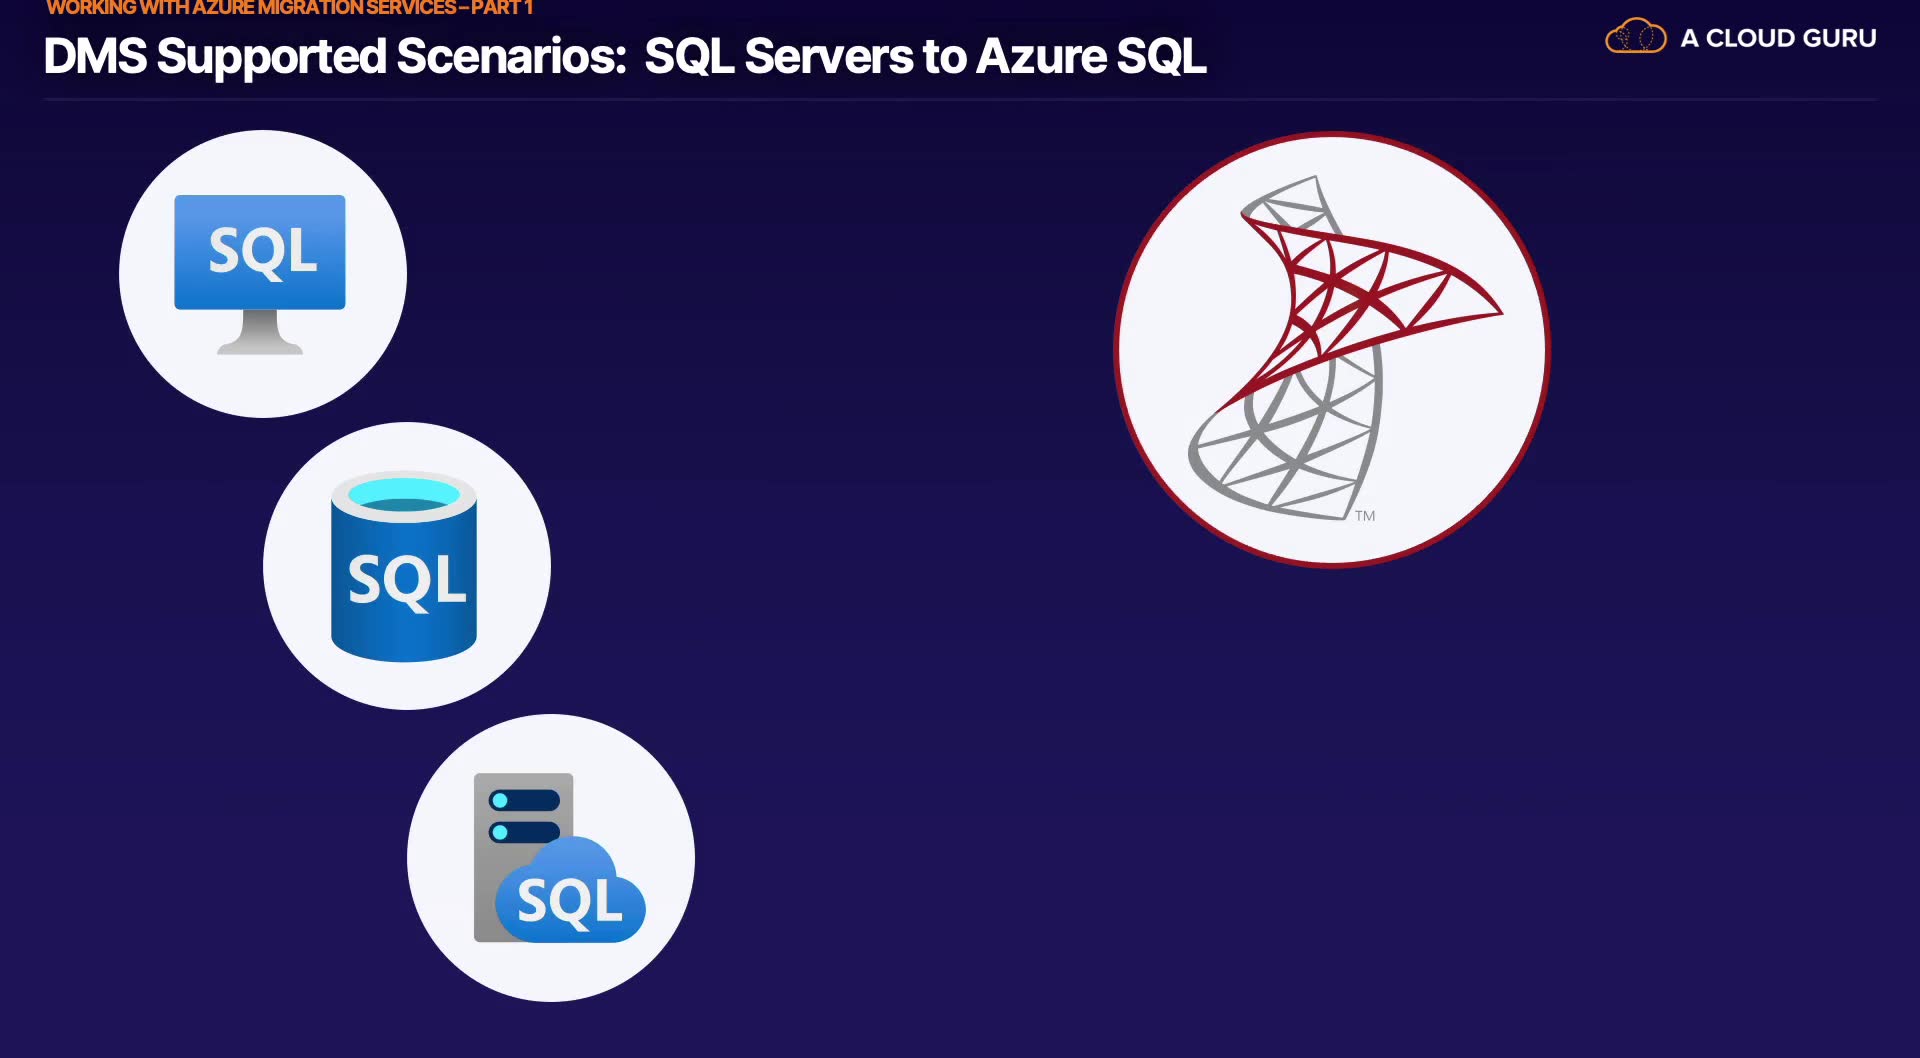 WORKING WITH AZURE MIGRATION SERVICES – PART 1
DMS Supported Scenarios:  SQL Servers to Azure SQL
A CLOUD GURU
SQL
SQL
SQL
TM